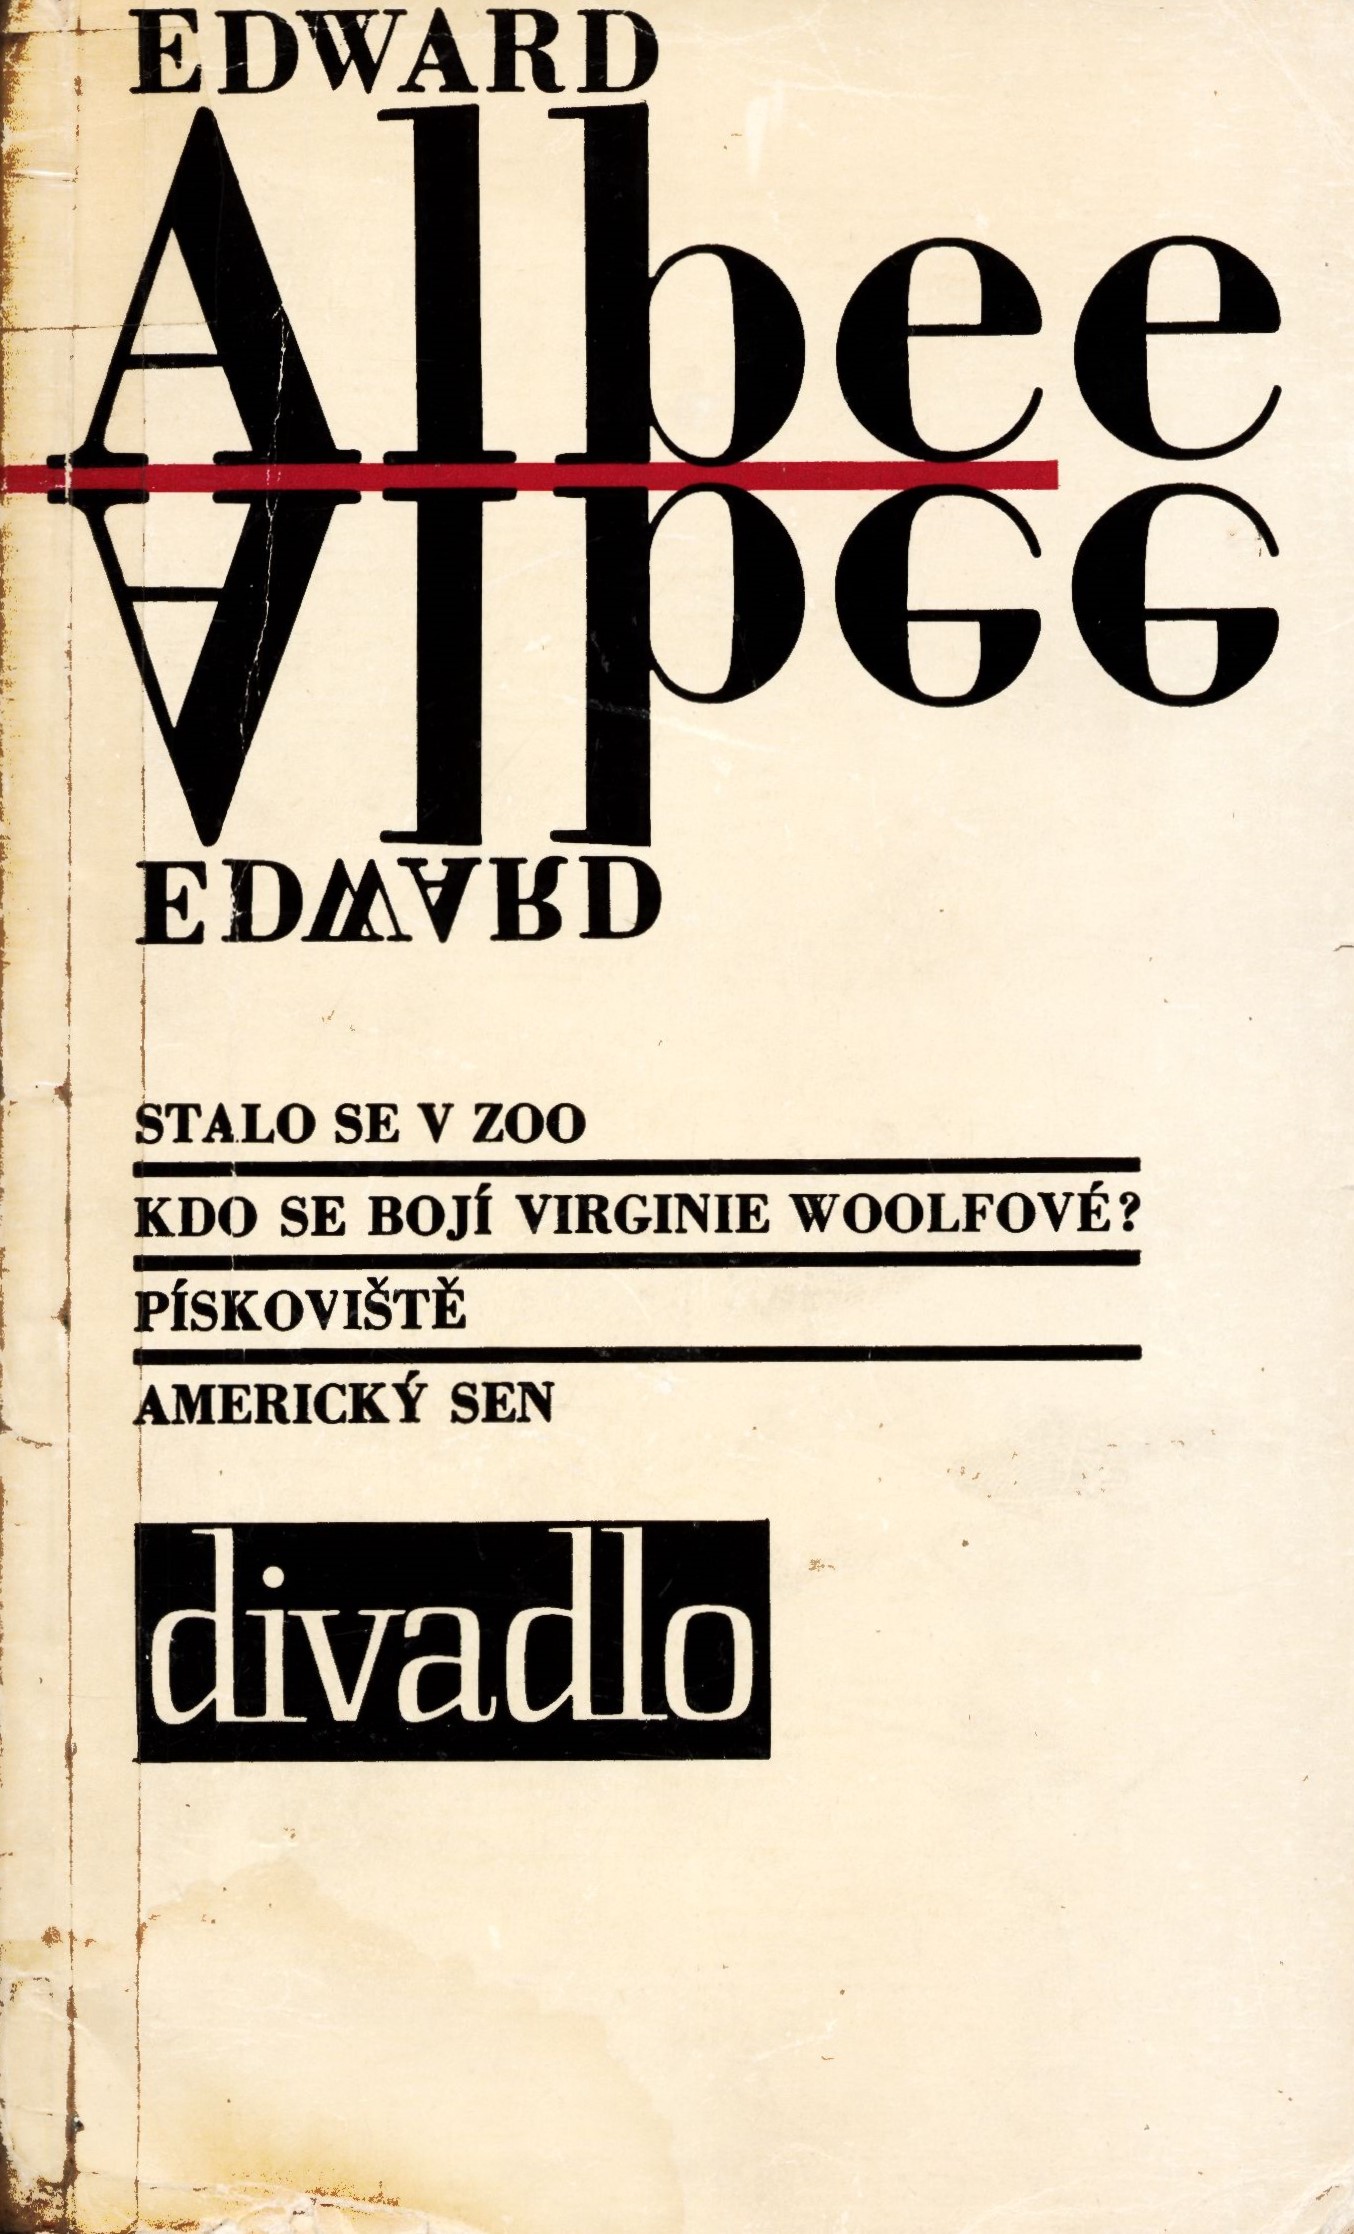 EDWARD
Albee
Albee
EDWARD
STALO SE V ZOO
KDO SE BOJÍ VIRGINIE WOOLFOVÉ?
PÍSKOVIŠTĚ
AMERICKÝ SEN
divadlo